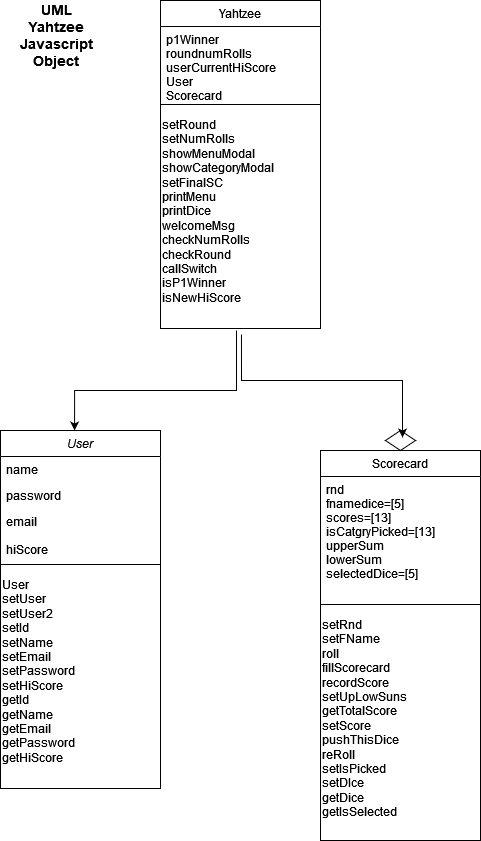 UML
Yahtzee
Javascript
Object
Yahtzee
p1Winner
roundnumRolls
userCurrentHiScore
User
Scorecard
setRound
setNumRolls
showMenuModal
showCategoryModal
setFinalSC
printMenu
printDice
welcomeMsg
checkNumRolls
checkRound
callSwitch
isP1Winner
isNewHiScore
User
name
password
email
hiScore
User
setUser
setUser2
setId
setName
setEmail
setPassword
setHiScore
getId
getName
getEmail
getPassword
getHiScore
Scorecard
rnd
fnamedice=[5]
scores=[13]
isCatgryPicked=[13]
upperSum
lowerSum
selectedDice=[5]
setRnd
setFName
roll
fillScorecard
recordScore
setUpLowSuns
getTotalScore
setScore
pushThisDice
reRoll
setIsPicked
setDIce
getDice
getIsSelected